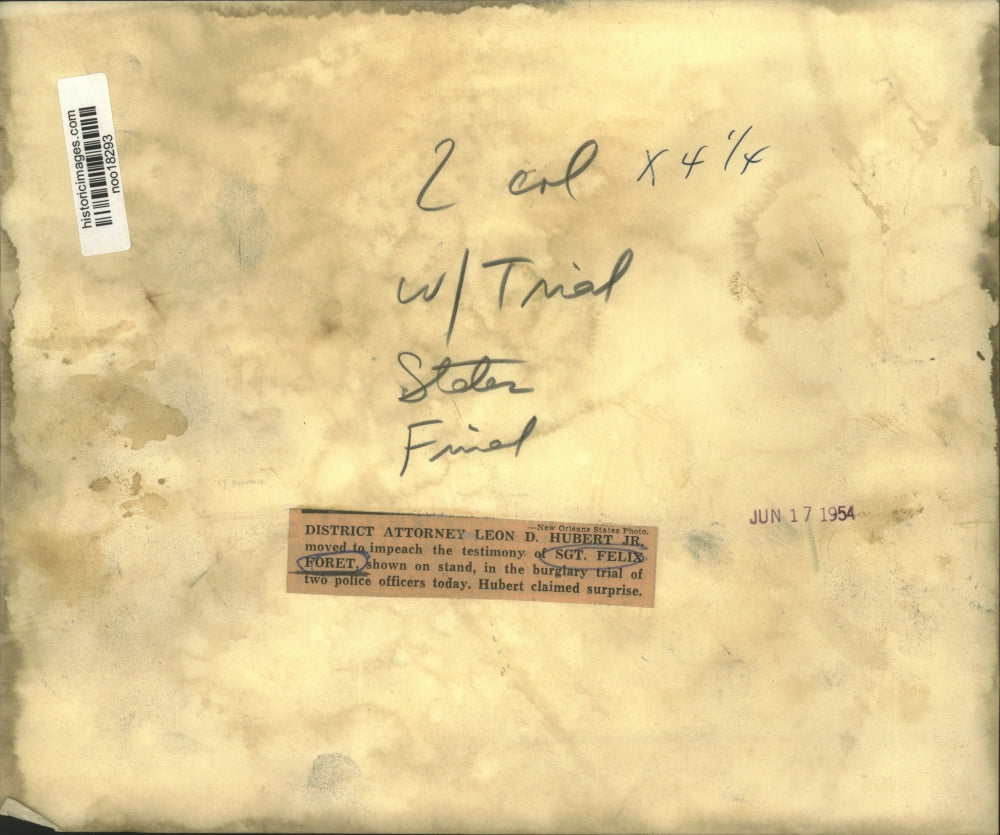 historicimages.com
noo18293
2 col x 4 1/4
w/ Trial
States
Final
JUN 17 1954
—New Orleans States Photo.
DISTRICT ATTORNEY LEON D. HUBERT JR.
moved to impeach the testimony of SGT. FELIX
FORET, shown on stand, in the burglary trial of
two police officers today. Hubert claimed surprise.